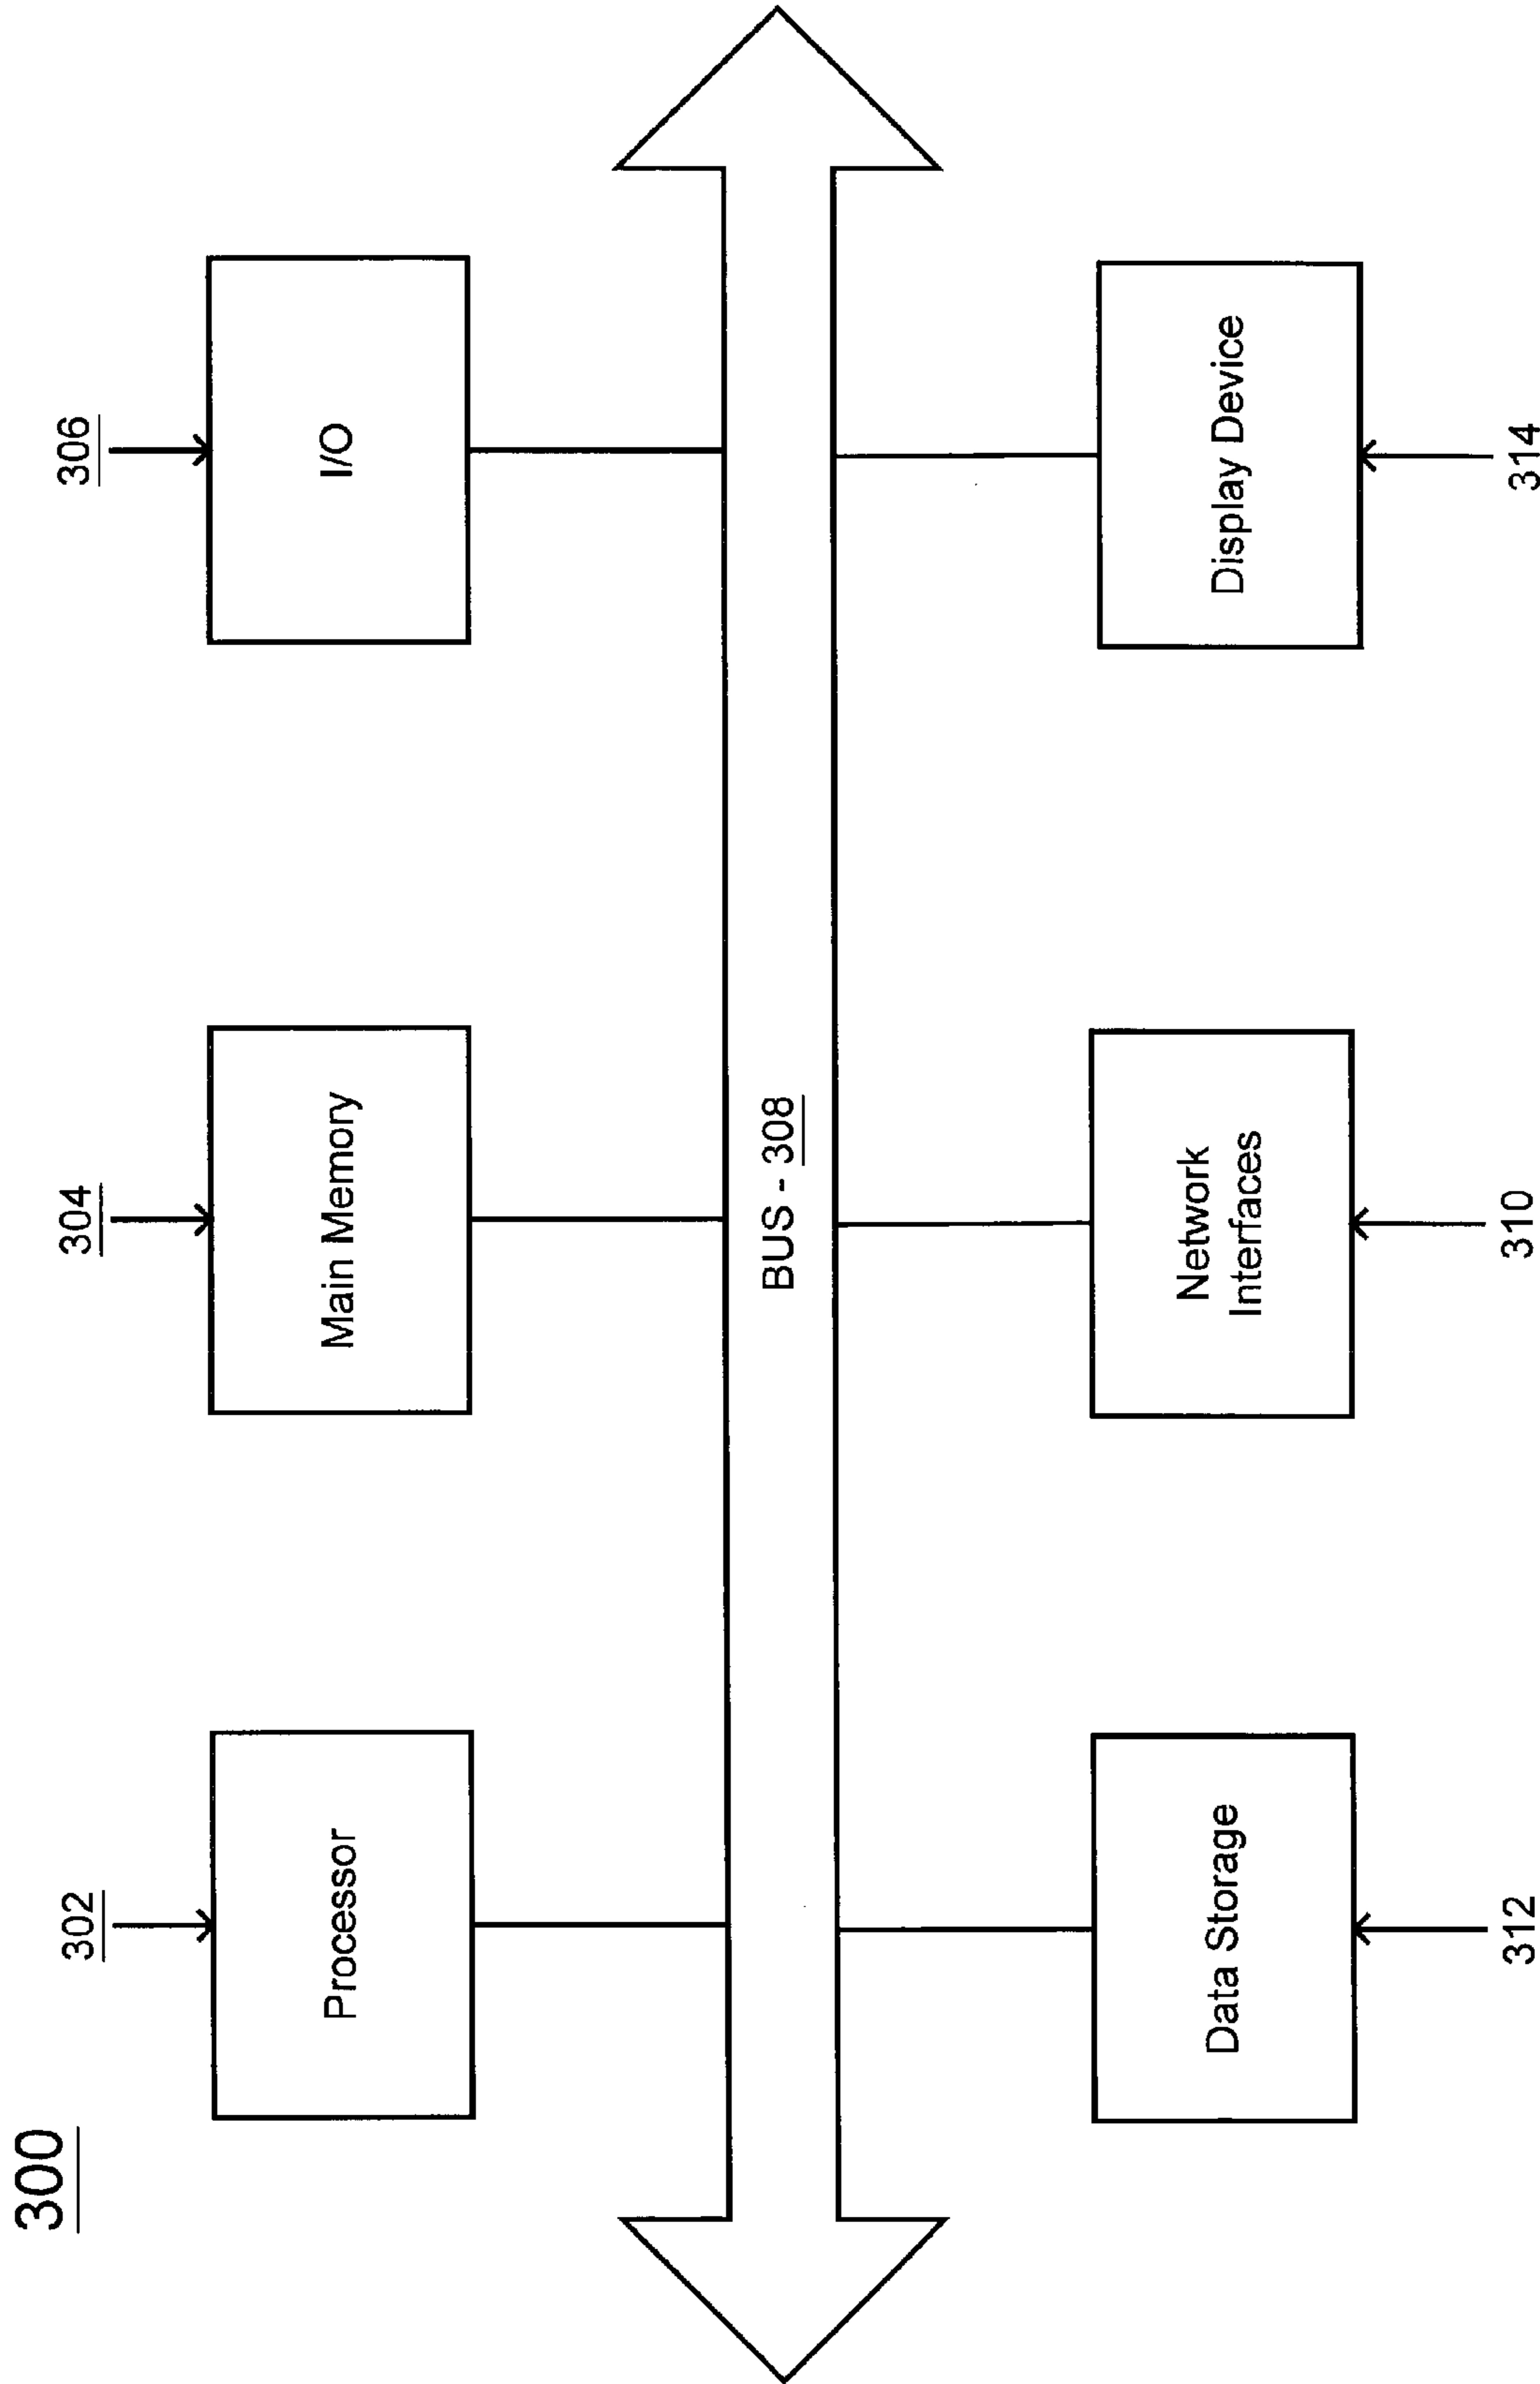 300
302
304
306
Processor
Main Memory
I/O
BUS - 308
Data Storage
Network
Interfaces
Display Device
312
310
314